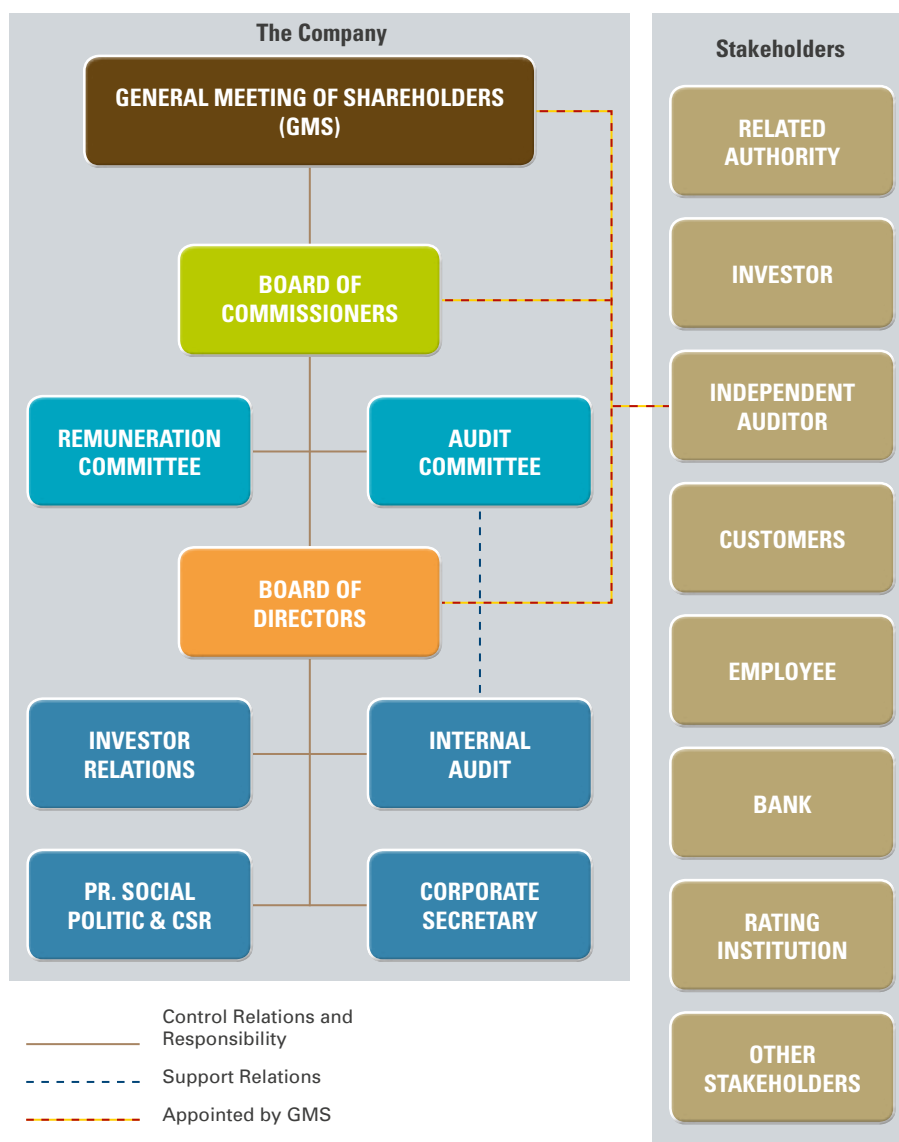 The Company
GENERAL MEETING OF SHAREHOLDERS
(GMS)
BOARD OF
COMMISSIONERS
REMUNERATION
COMMITTEE
AUDIT
COMMITTEE
BOARD OF
DIRECTORS
INVESTOR
RELATIONS
INTERNAL
AUDIT
PR. SOCIAL
POLITIC & CSR
CORPORATE
SECRETARY
Control Relations and
Responsibility
Support Relations
Appointed by GMS
Stakeholders
RELATED
AUTHORITY
INVESTOR
INDEPENDENT
AUDITOR
CUSTOMERS
EMPLOYEE
BANK
RATING
INSTITUTION
OTHER
STAKEHOLDERS